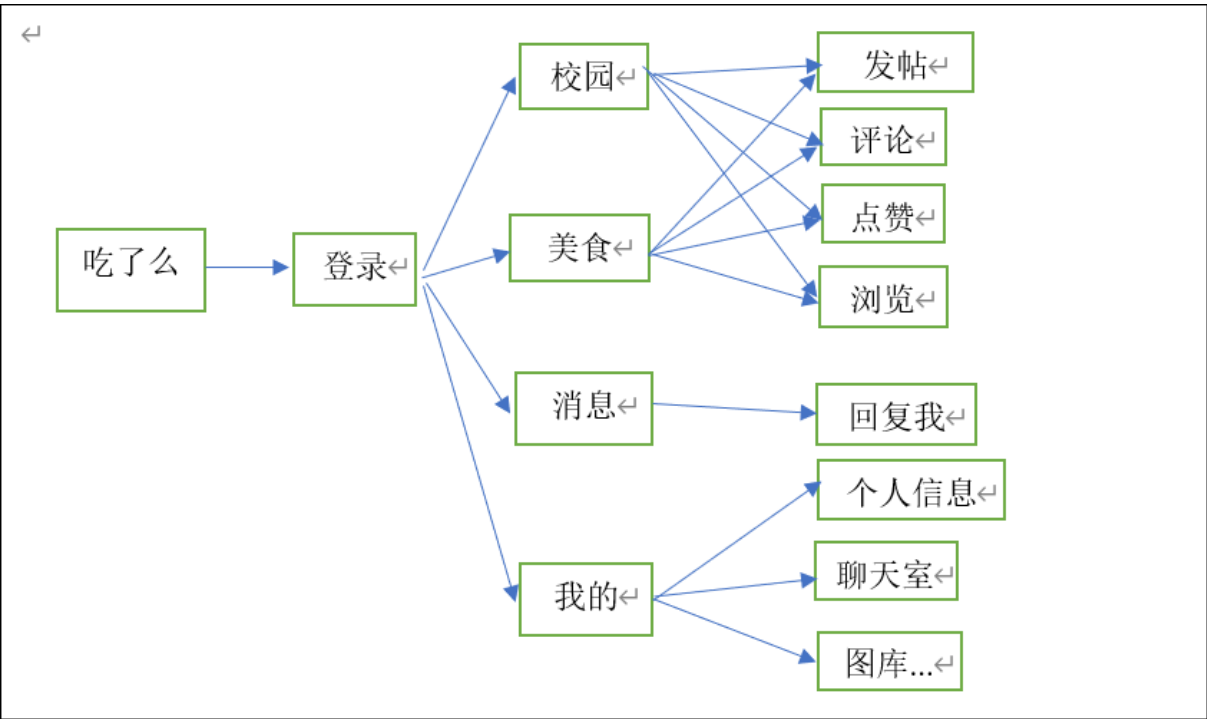 吃了么
登录
校园
美食
消息
我的
发帖
评论
点赞
浏览
回复我
个人信息
聊天室
图库...